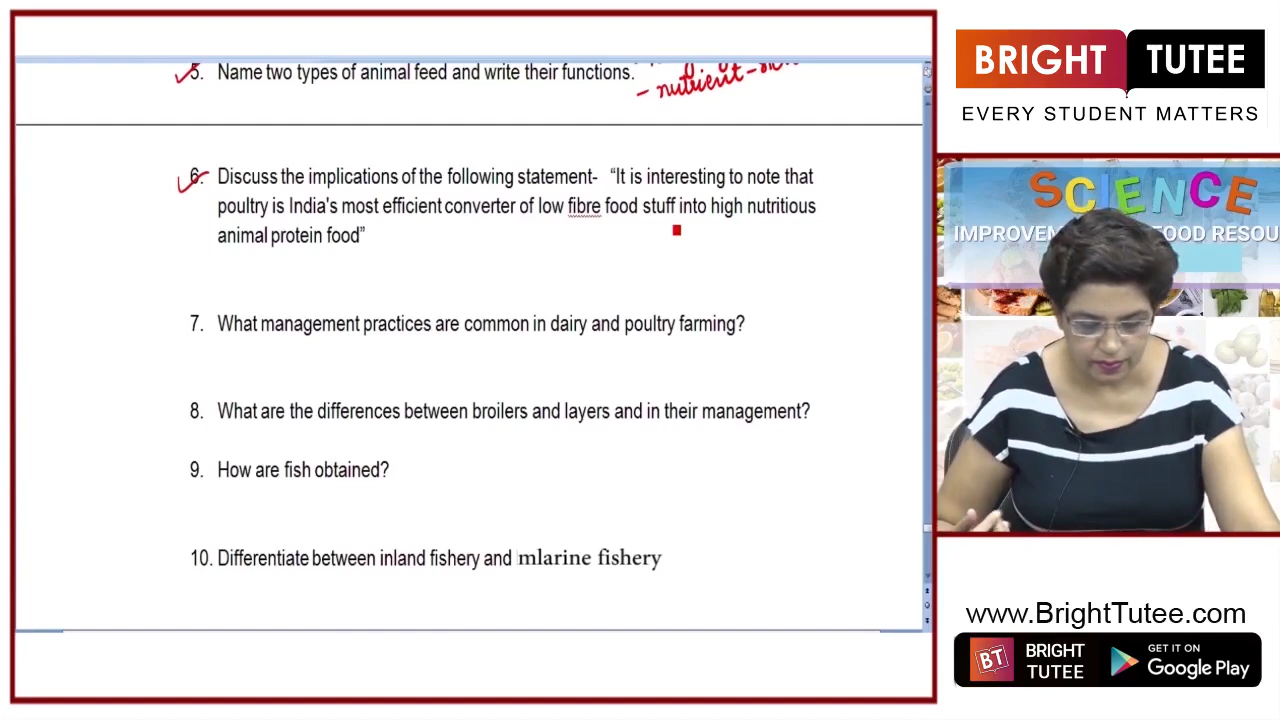 5. Name two types of animal feed and write their functions.
- nutrient -
6. Discuss the implications of the following statement- “It is interesting to note that
poultry is India's most efficient converter of low fibre food stuff into high nutritious
animal protein food”
7. What management practices are common in dairy and poultry farming?
8. What are the differences between broilers and layers and in their management?
9. How are fish obtained?
10. Differentiate between inland fishery and mlarine fishery
BRIGHT TUTEE
EVERY STUDENT MATTERS
SCIENCE
IMPROVEM FOOD RESOU
www.BrightTutee.com
BT BRIGHT TUTEE
GET IT ON Google Play